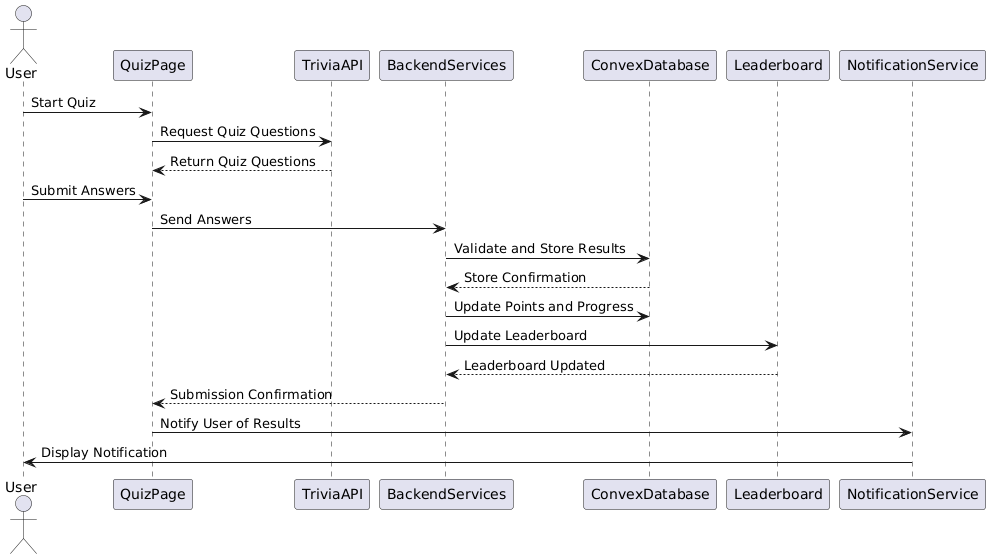 User
QuizPage
TriviaAPI
BackendServices
ConvexDatabase
Leaderboard
NotificationService
Start Quiz
Request Quiz Questions
Return Quiz Questions
Submit Answers
Send Answers
Validate and Store Results
Store Confirmation
Update Points and Progress
Update Leaderboard
Leaderboard Updated
Submission Confirmation
Notify User of Results
Display Notification
User
QuizPage
TriviaAPI
BackendServices
ConvexDatabase
Leaderboard
NotificationService